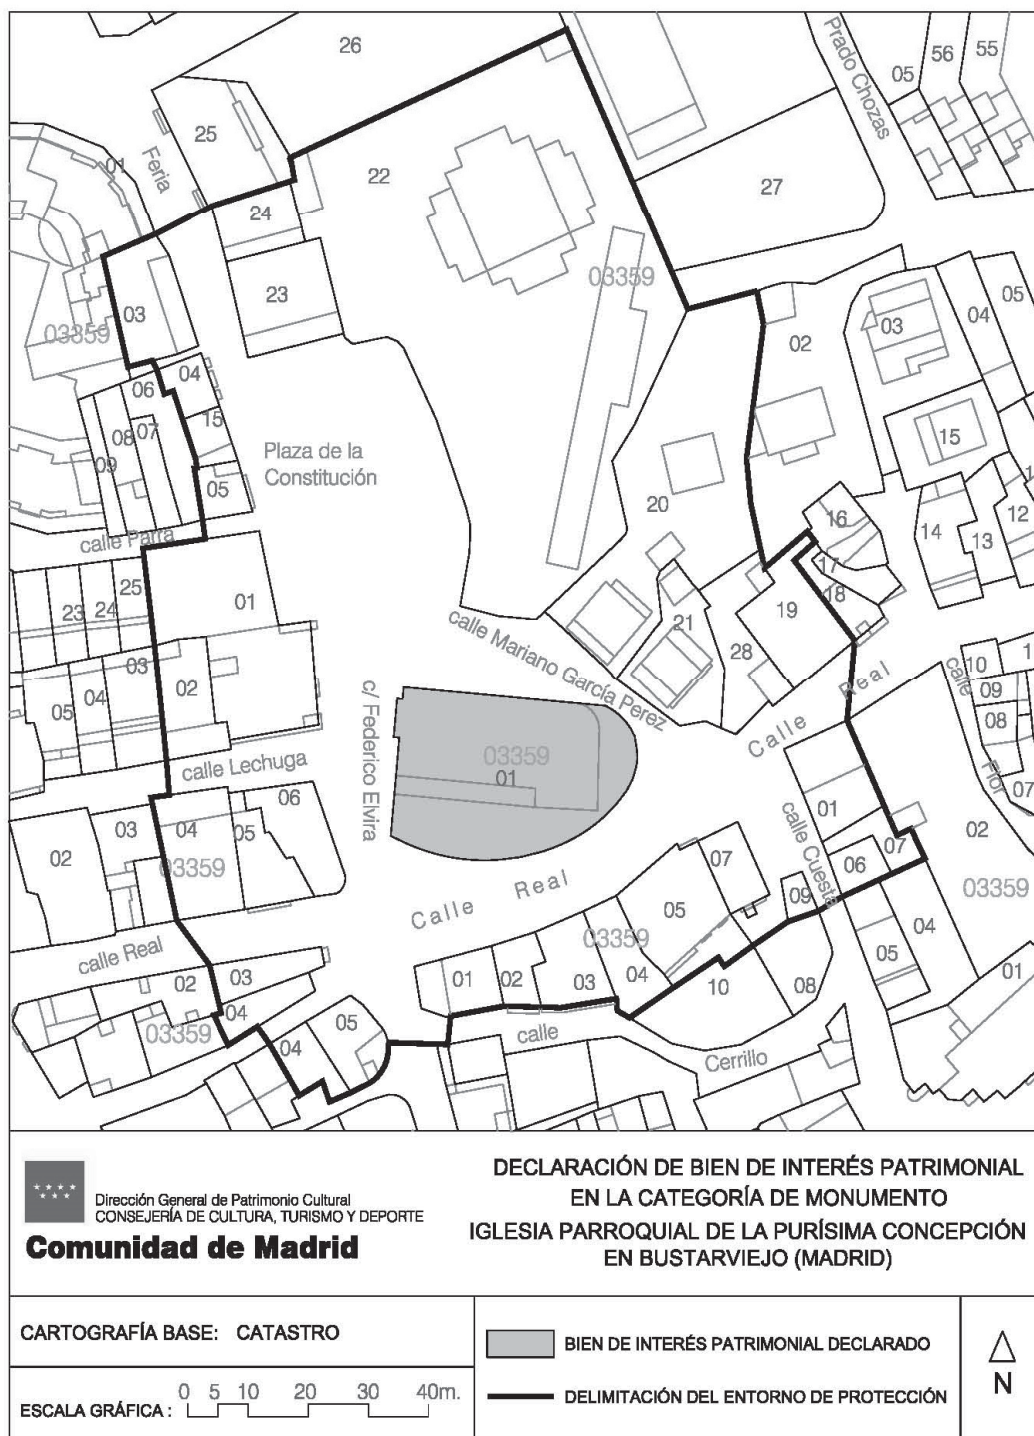 26
Prado Chozas
05
56
55
25
01
Feria
22
27
24
23
03359
03
03359
02
03
04
05
06
04
15
08
07
09
05
Plaza de la
Constitución
15
20
16
14
13
12
calle Parra
25
23
24
01
17
18
19
21
28
calle Mariano García Perez
03
02
04
05
10
1
09
08
07
calle
Flor
Calle Real
c/ Federico Elvira
03359
01
calle Lechuga
06
03
04
05
02
03359
01
calle Cuesta
06
07
02
03359
Calle Real
07
05
09
03359
calle Real
02
03
04
03359
01
02
03
04
10
08
05
04
01
04
05
calle
Cerrillo
Dirección General de Patrimonio Cultural
CONSEJERÍA DE CULTURA, TURISMO Y DEPORTE
Comunidad de Madrid
DECLARACIÓN DE BIEN DE INTERÉS PATRIMONIAL
EN LA CATEGORÍA DE MONUMENTO
IGLESIA PARROQUIAL DE LA PURÍSIMA CONCEPCIÓN
EN BUSTARVIEJO (MADRID)
CARTOGRAFÍA BASE: CATASTRO
ESCALA GRÁFICA :
0 5 10 20 30 40m.
BIEN DE INTERÉS PATRIMONIAL DECLARADO
DELIMITACIÓN DEL ENTORNO DE PROTECCIÓN
N